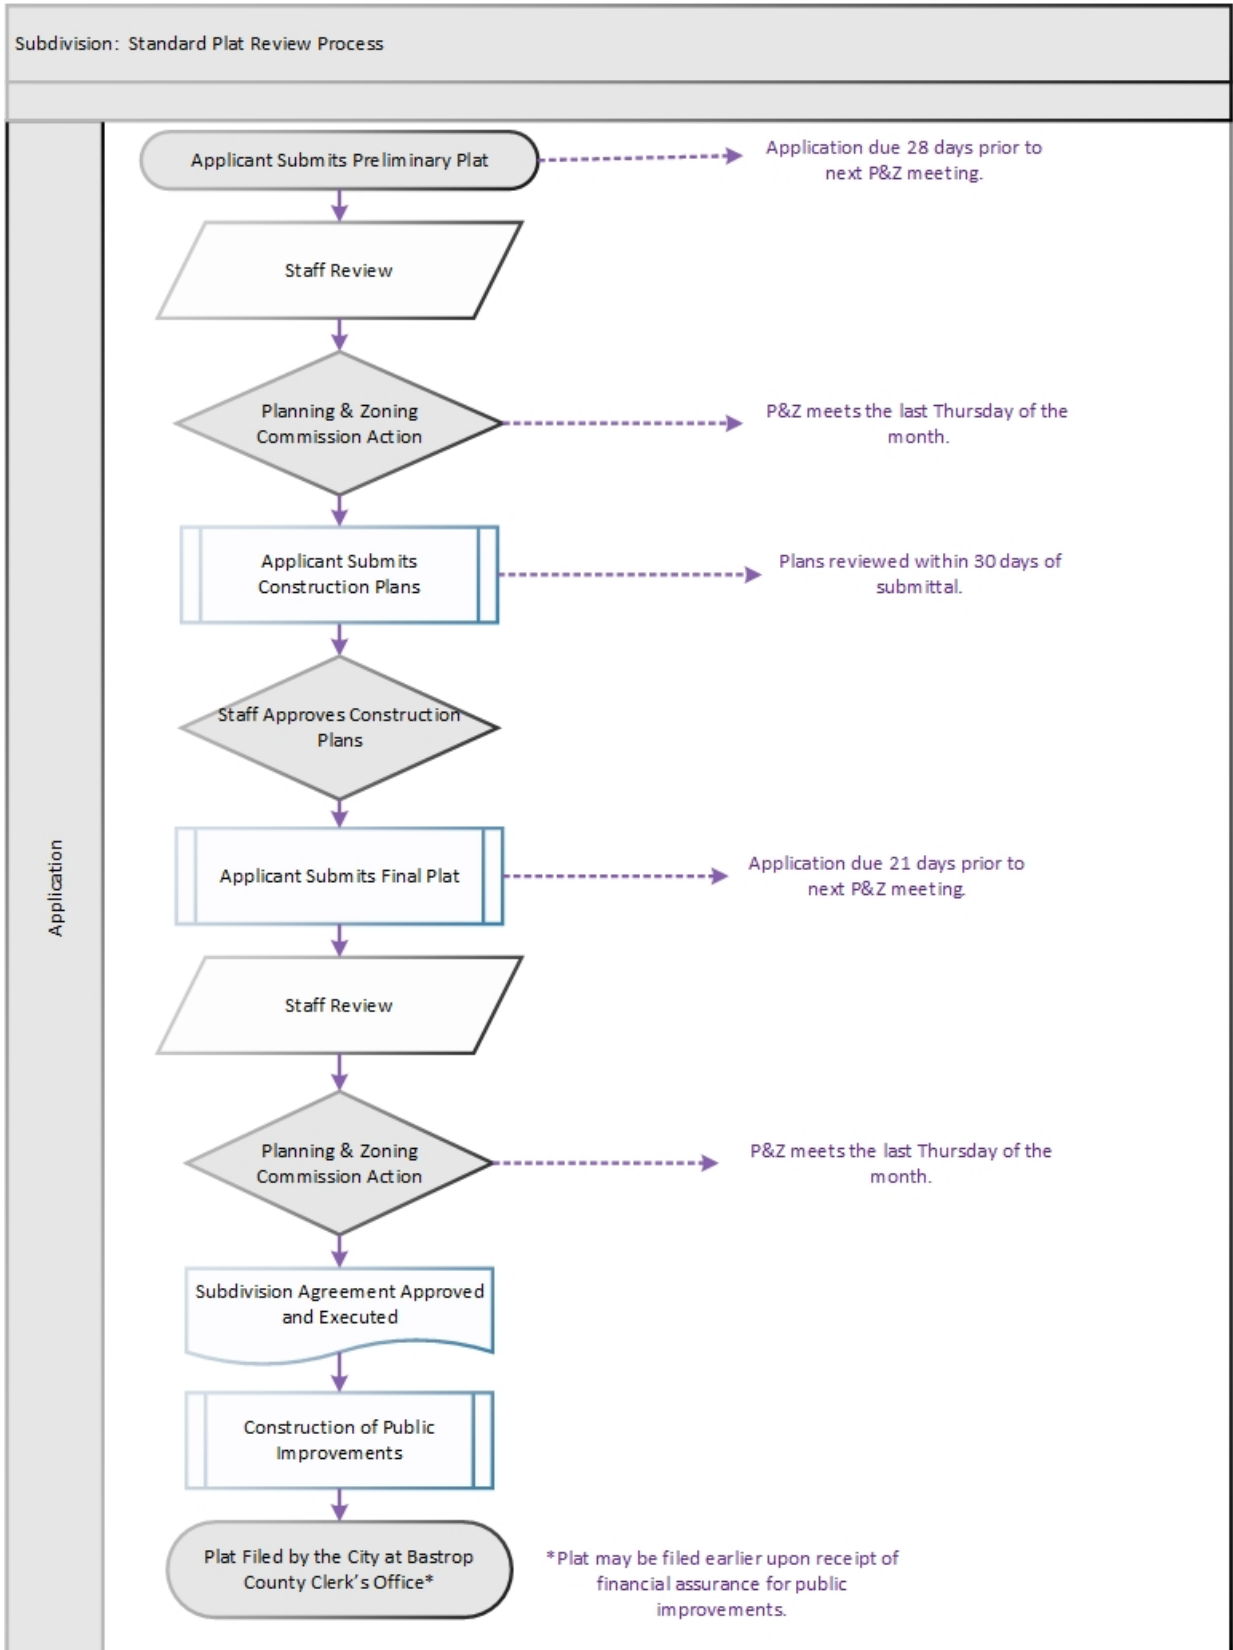 Subdivision: Standard Plat Review Process
Applicant Submits Preliminary Plat
Application due 28 days prior to
next P&Z meeting.
Staff Review
Planning & Zoning
Commission Action
P&Z meets the last Thursday of the
month.
Applicant Submits
Construction Plans
Plans reviewed within 30 days of
submittal.
Staff Approves Construction
Plans
Application
Applicant Submits Final Plat
Application due 21 days prior to
next P&Z meeting.
Staff Review
Planning & Zoning
Commission Action
P&Z meets the last Thursday of the
month.
Subdivision Agreement Approved
and Executed
Construction of Public
Improvements
Plat Filed by the City at Bastrop
County Clerk's Office*
*Plat may be filed earlier upon receipt of
financial assurance for public
improvements.